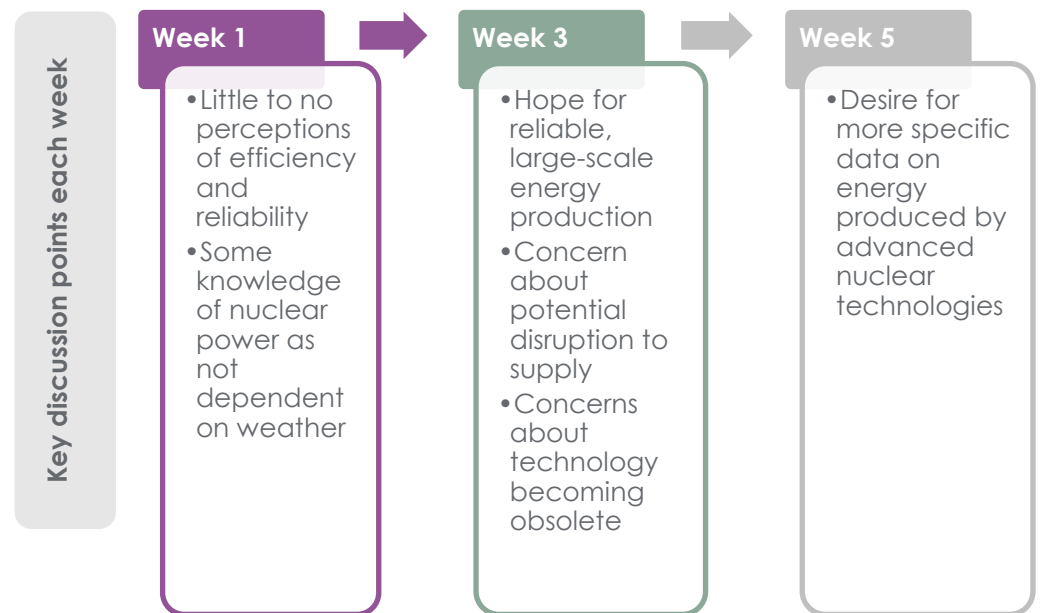 Key discussion points each week
Week 1
•Little to no
perceptions
of efficiency
and
reliability
•Some
knowledge
of nuclear
power as
not
dependent
on weather
Week 3
•Hope for
reliable,
large-scale
energy
production
•Concern
about
potential
disruption to
supply
•Concerns
about
technology
becoming
obsolete
Week 5
•Desire for
more specific
data on
energy
produced by
advanced
nuclear
technologies